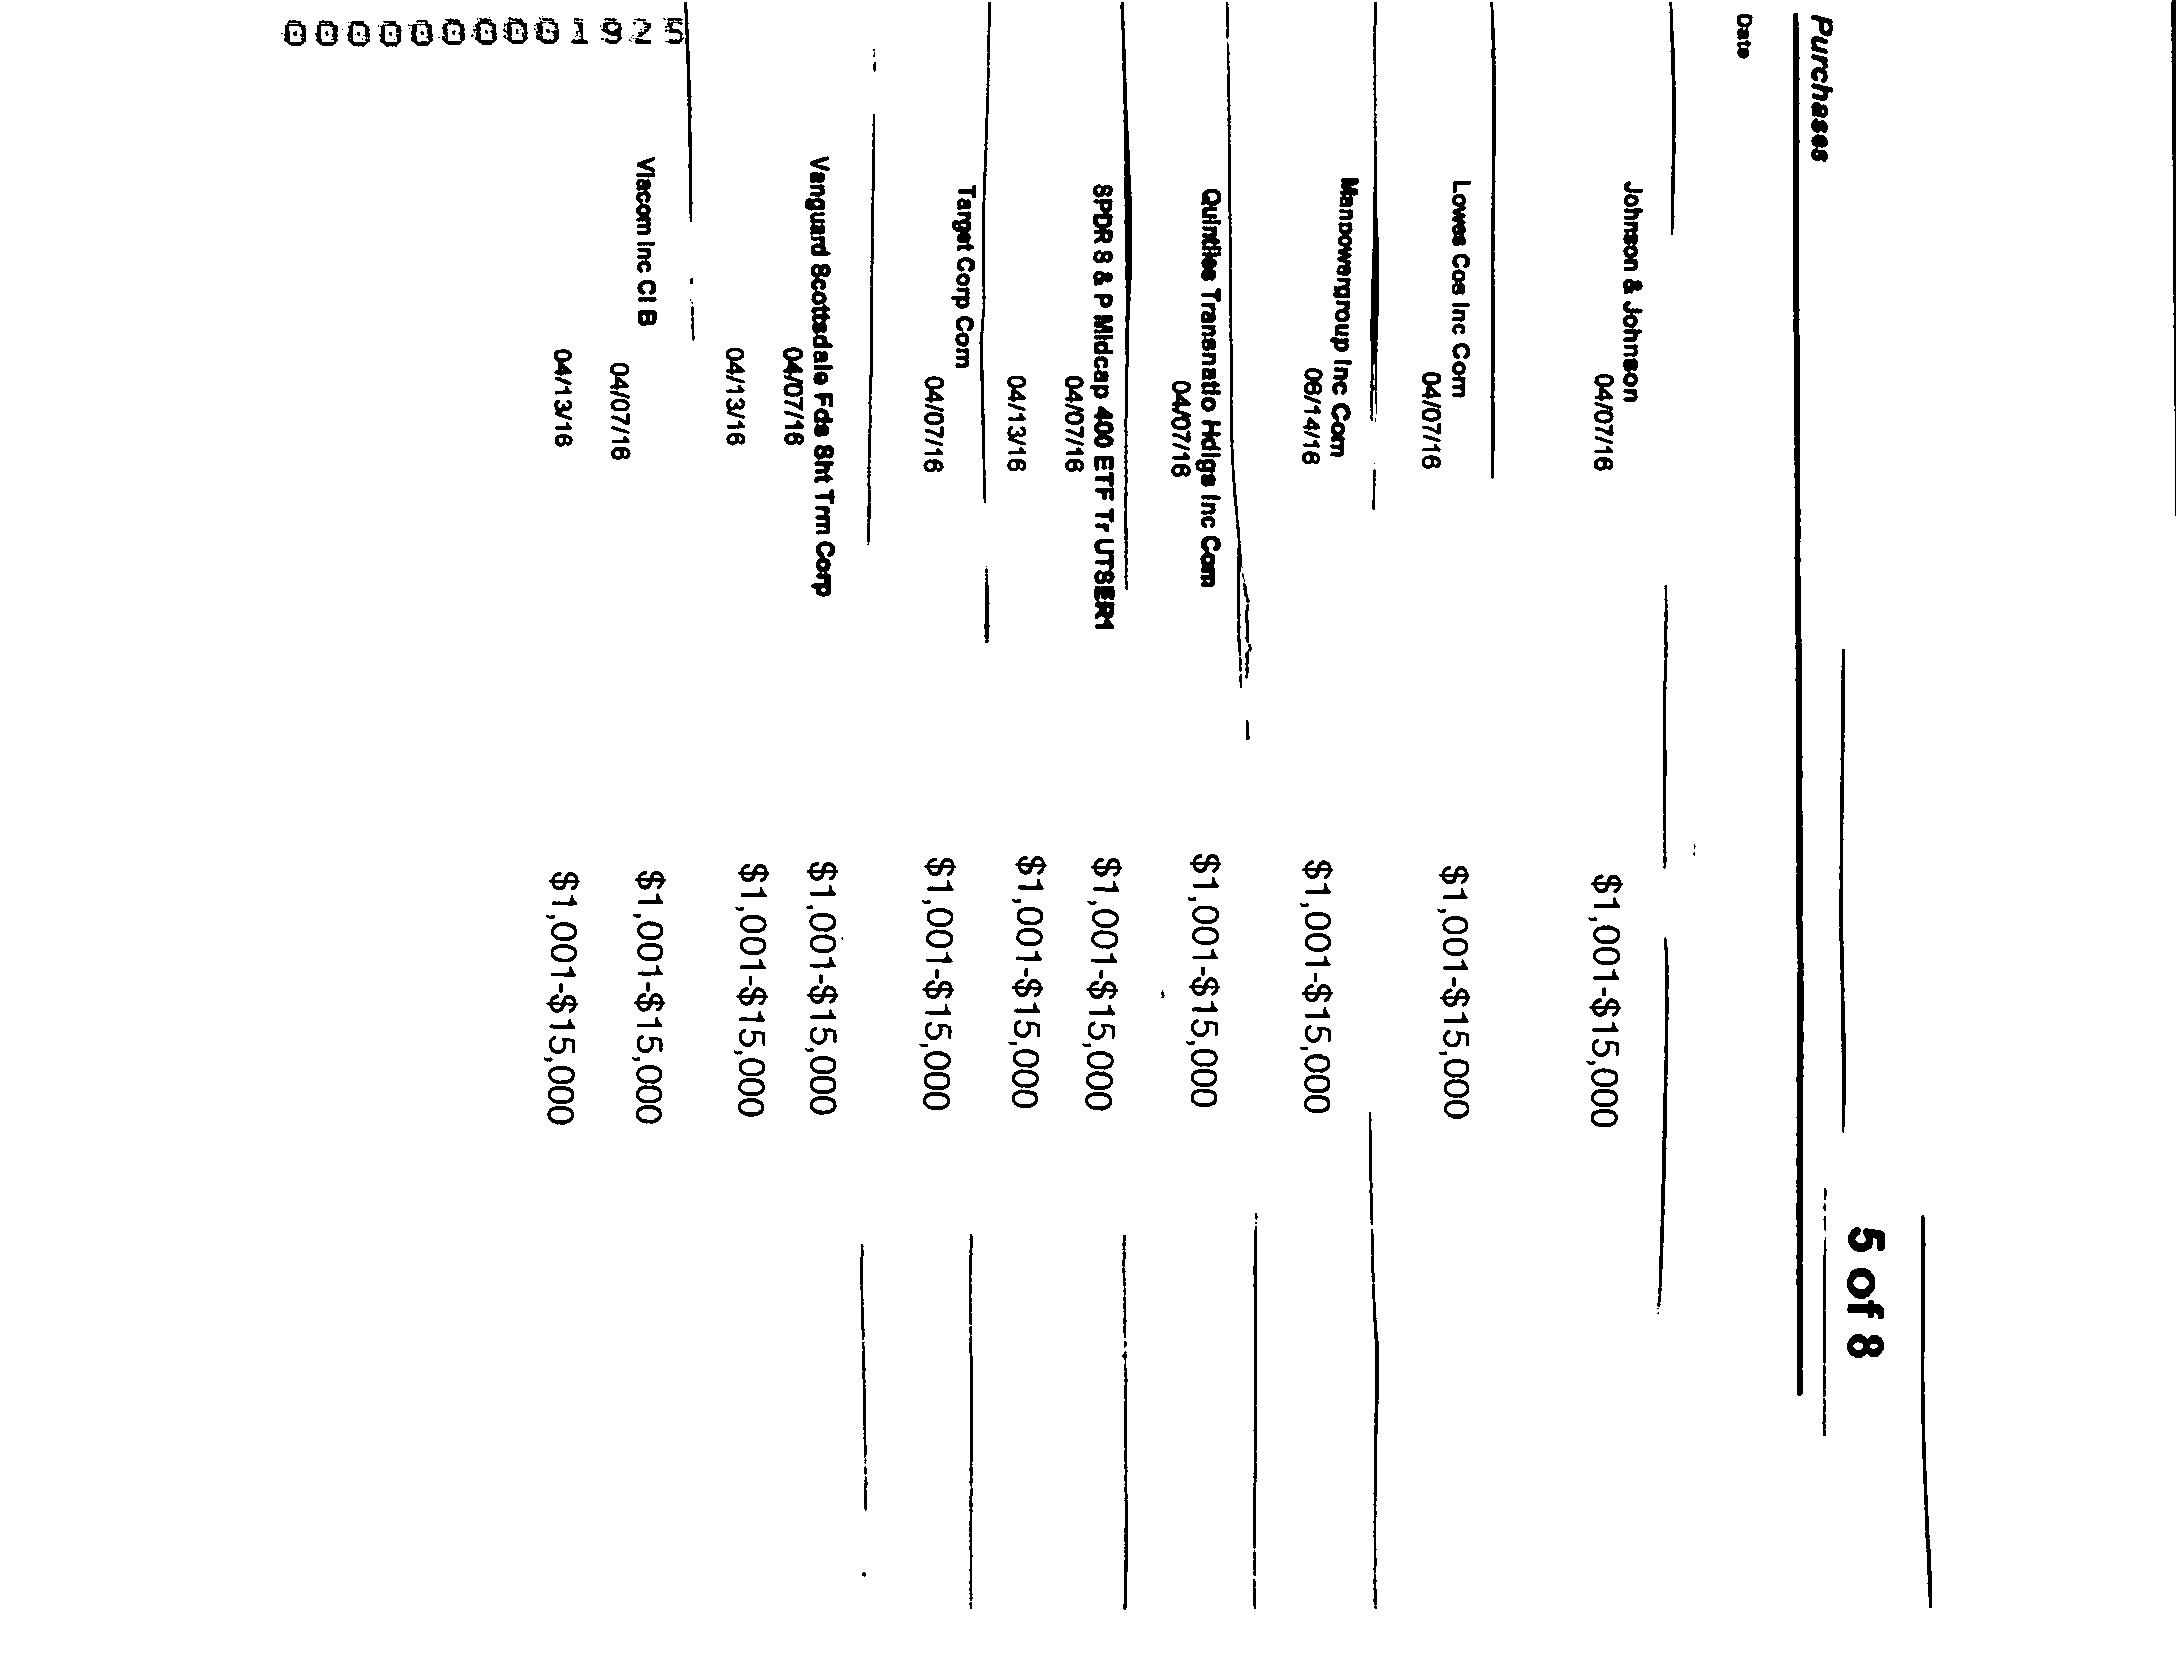 5 of 8
Purchases
Date
Johnson & Johnson
04/07/16 $1,001-$15,000
Lowes Cos Inc Com
04/07/16 $1,001-$15,000
Manpowergroup Inc Com
06/14/16 $1,001-$15,000
Quintiles Transnatio Hdlgs Inc Com
04/07/16 $1,001-$15,000
SPDR S & P Midcap 400 ETF Tr UTSER1
04/07/16 $1,001-$15,000
04/13/16 $1,001-$15,000
Target Corp Com
04/07/16 $1,001-$15,000
Vanguard Scottsdale Fds Sht Trm Corp
04/07/16 $1,001-$15,000
04/13/16 $1,001-$15,000
Viacom Inc Cl B
04/07/16 $1,001-$15,000
04/13/16 $1,001-$15,000
0000000001925